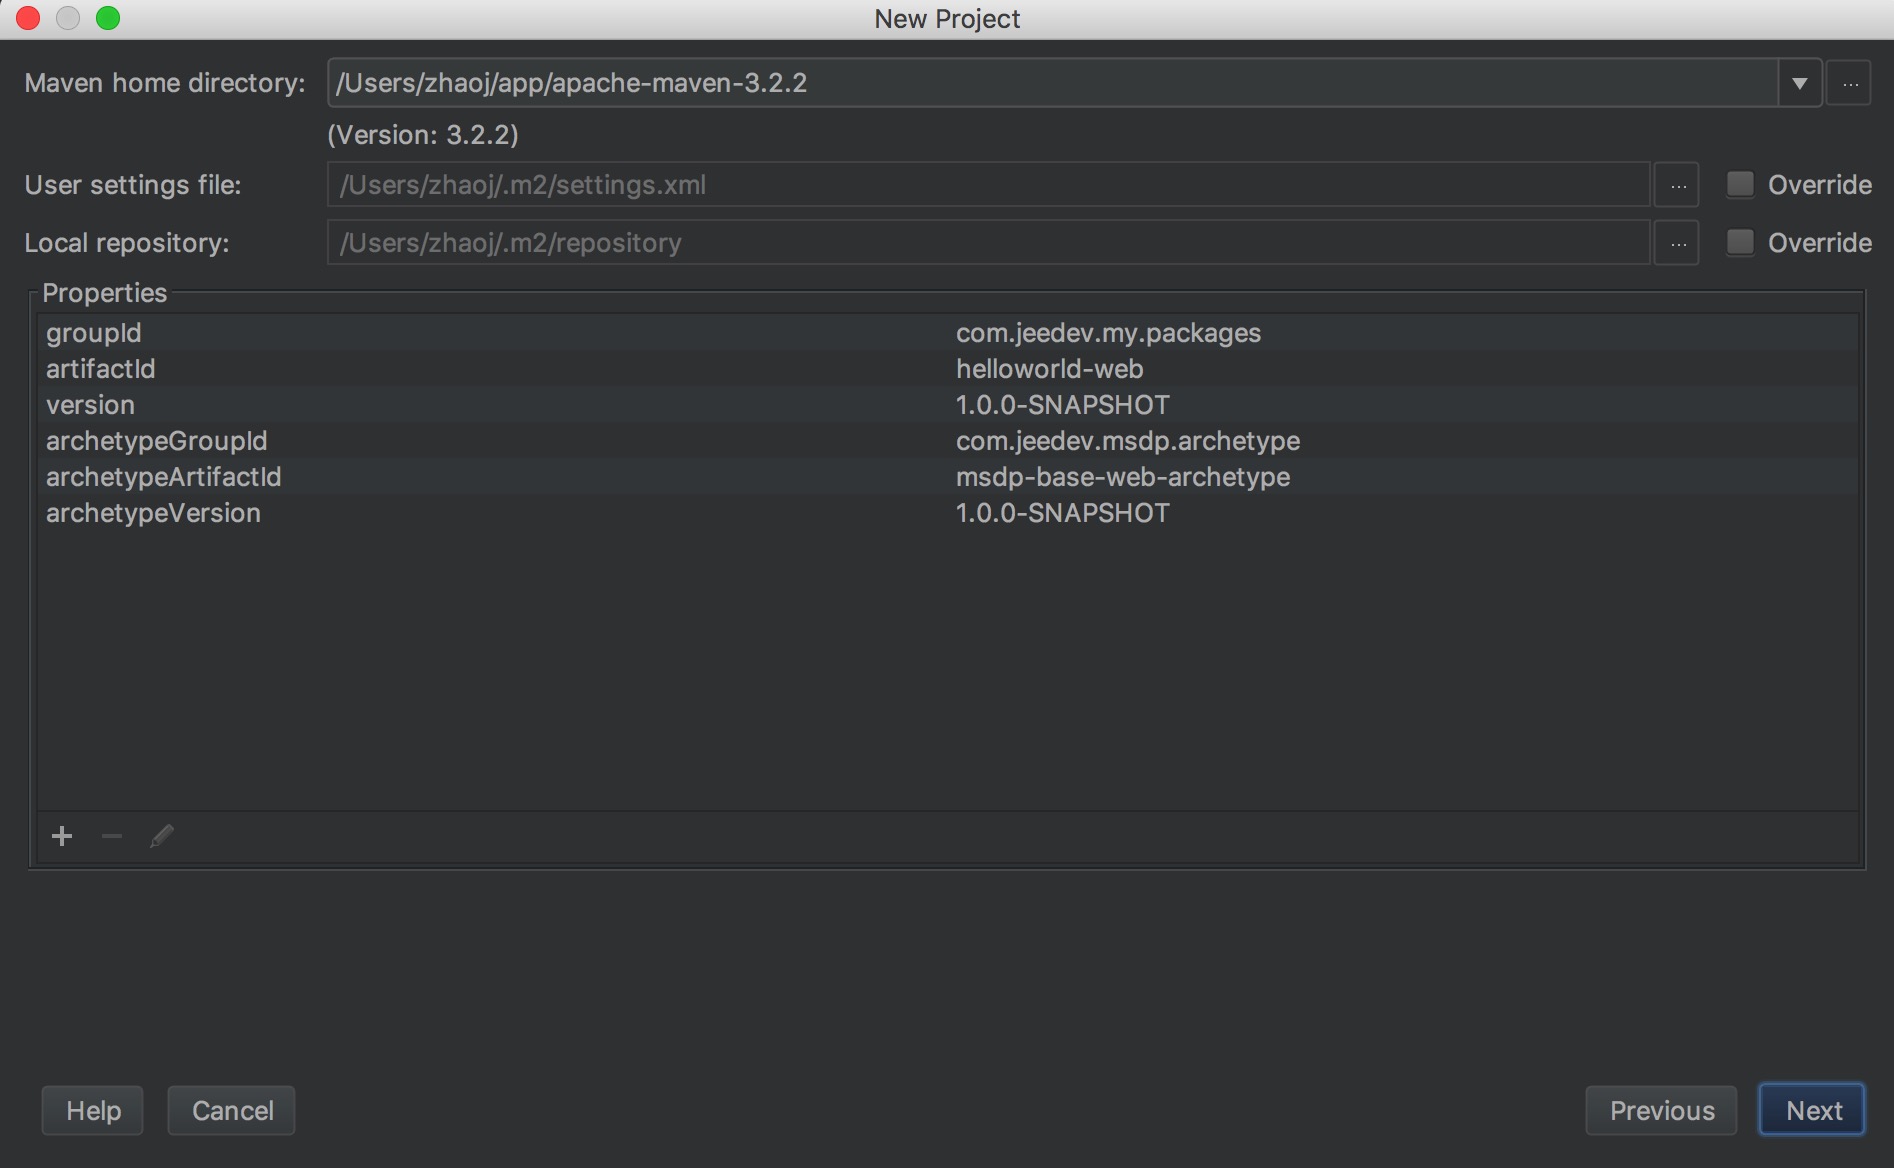 New Project
Maven home directory: /Users/zhaoj/app/apache-maven-3.2.2 ...
(Version: 3.2.2)
User settings file: /Users/zhaoj/.m2/settings.xml ... Override
Local repository: /Users/zhaoj/.m2/repository ... Override
Properties
groupId com.jeedev.my.packages
artifactId helloworld-web
version 1.0.0-SNAPSHOT
archetypeGroupId com.jeedev.msdp.archetype
archetypeArtifactId msdp-base-web-archetype
archetypeVersion 1.0.0-SNAPSHOT
Help Cancel Previous Next